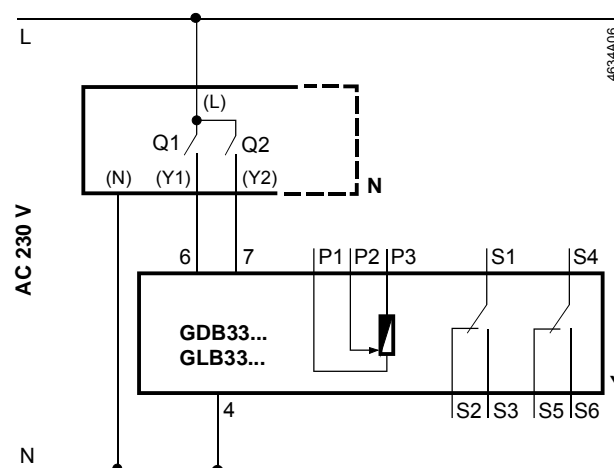 L
4634A06
(L)
Q1 Q2
(N) (Y1) (Y2)
N
AC 230 V
6 7 P1 P2 P3 S1 S4
GDB33...
GLB33...
4 S2 S3 S5 S6
N